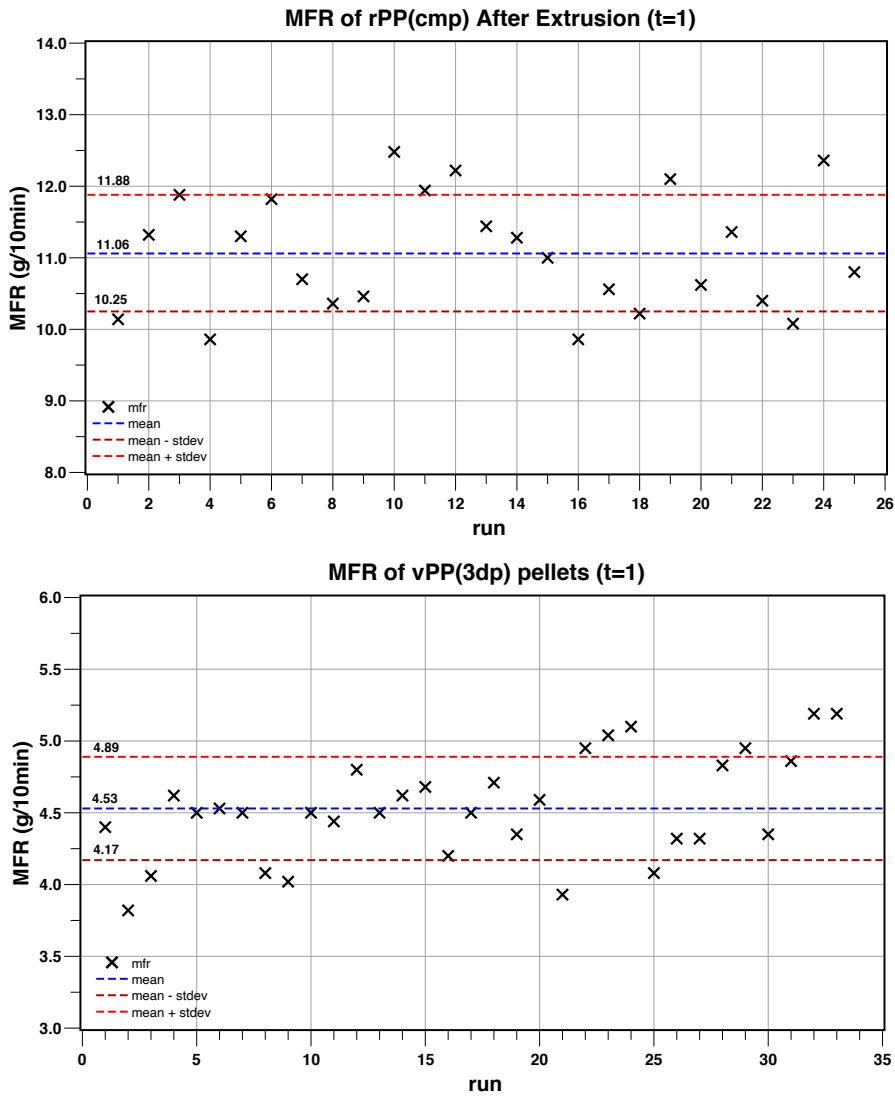 MFR of rPP(cmp) After Extrusion (t=1)
14.0
13.0
12.0
11.0
10.0
9.0
8.0
MFR (g/10min)
11.88
11.06
10.25
mfr
mean
mean - stdev
mean + stdev
0 2 4 6 8 10 12 14 16 18 20 22 24 26
run
MFR of vPP(3dp) pellets (t=1)
6.0
5.5
5.0
4.5
4.0
3.5
3.0
MFR (g/10min)
4.89
4.53
4.17
mfr
mean
mean - stdev
mean + stdev
0 5 10 15 20 25 30 35
run